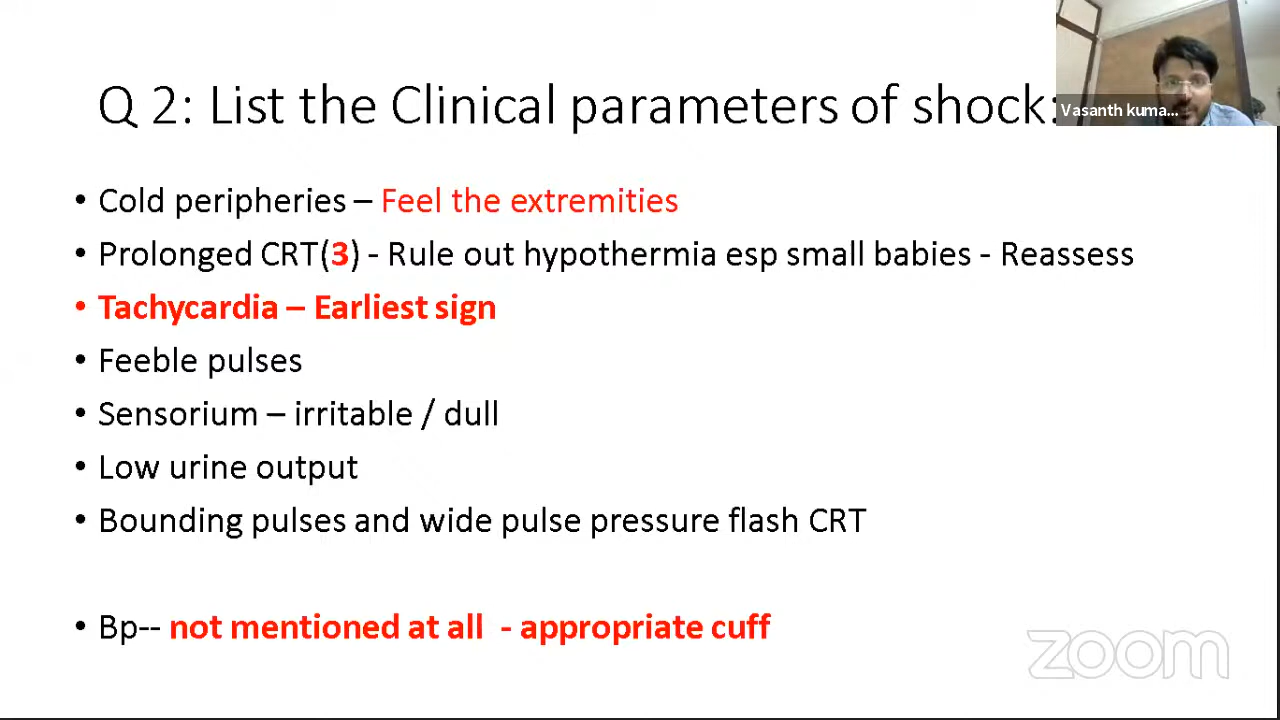 Q 2: List the Clinical parameters of shock:
Vasanth kuma...
• Cold peripheries – Feel the extremities
• Prolonged CRT(3) - Rule out hypothermia esp small babies - Reassess
• Tachycardia – Earliest sign
• Feeble pulses
• Sensorium – irritable / dull
• Low urine output
• Bounding pulses and wide pulse pressure flash CRT
• Bp-- not mentioned at all - appropriate cuff
zoom